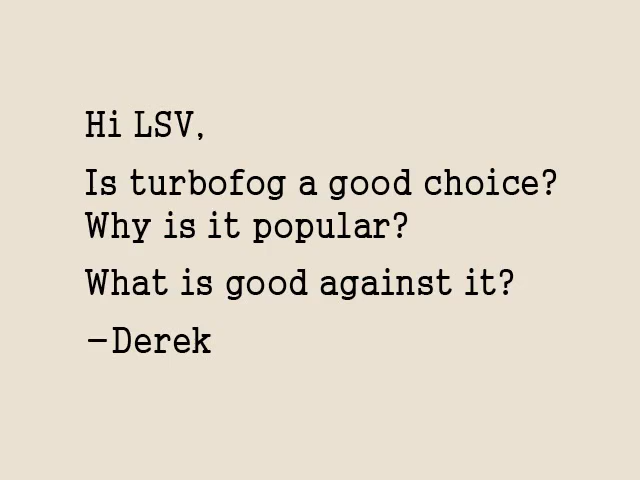 Hi LSV,
Is turbofog a good choice?
Why is it popular?
What is good against it?
-Derek